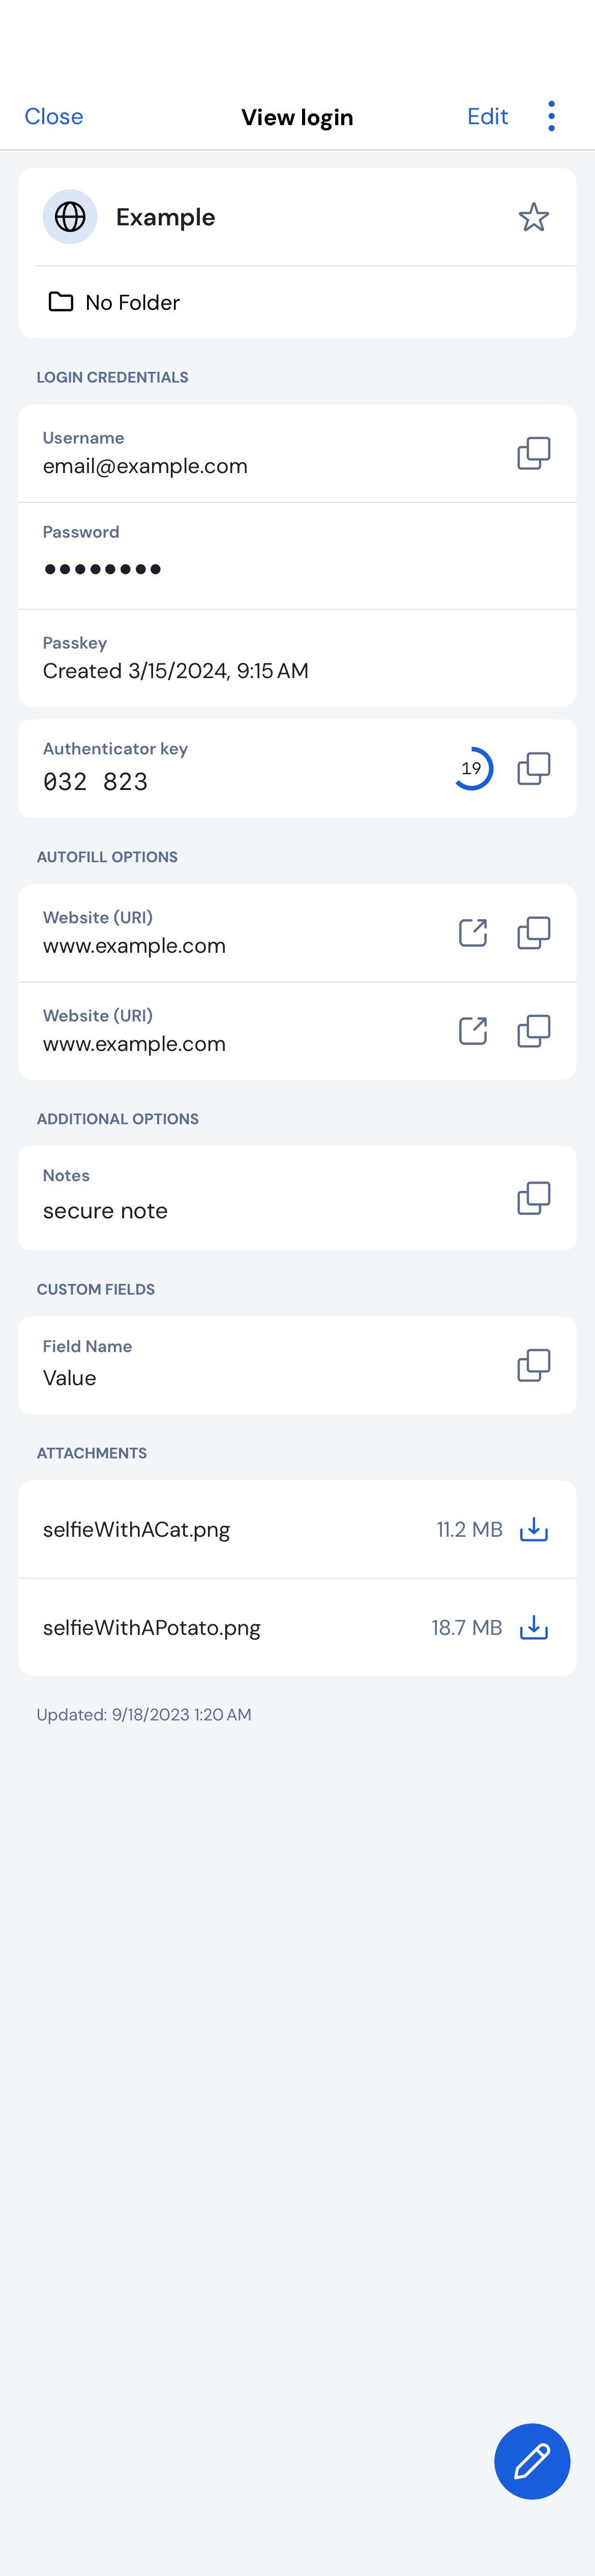 Close View login Edit
Example
No Folder
LOGIN CREDENTIALS
Username
email@example.com
Password
Passkey
Created 3/15/2024, 9:15 AM
Authenticator key
032 823 19
AUTOFILL OPTIONS
Website (URI)
www.example.com
Website (URI)
www.example.com
ADDITIONAL OPTIONS
Notes
secure note
CUSTOM FIELDS
Field Name
Value
ATTACHMENTS
selfieWithACat.png 11.2 MB
selfieWithAPotato.png 18.7 MB
Updated: 9/18/2023 1:20 AM